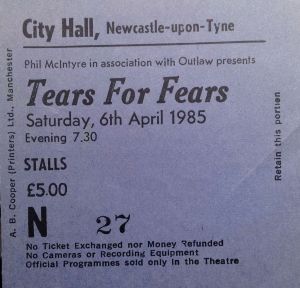 City Hall, Newcastle-upon-Tyne
Phil McIntyre in association with Outlaw presents
Tears For Fears
Saturday, 6th April 1985
Evening 7.30
STALLS
£5.00
N 27
No Ticket Exchanged nor Money Refunded
No Cameras or Recording Equipment
Official Programmes sold only in the Theatre
A. B. Cooper (Printers) Ltd., Manchester
Retain this portion